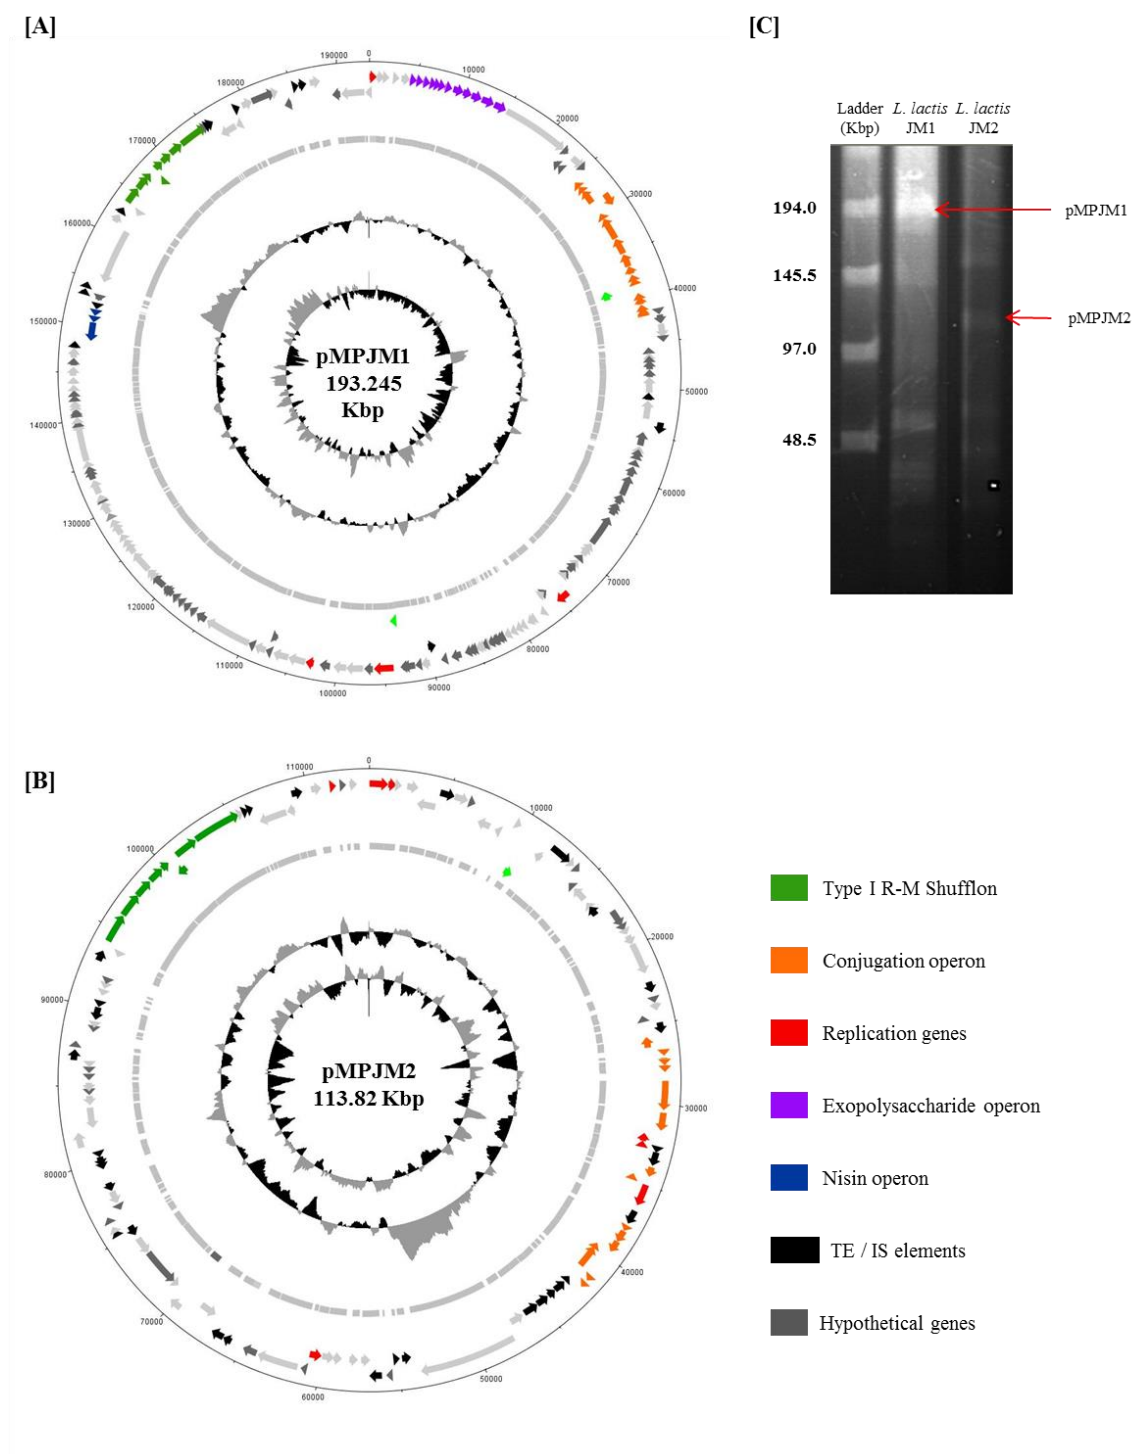 [A]
190000
0
10000
20000
30000
40000
50000
60000
70000
80000
90000
100000
110000
120000
130000
140000
150000
160000
170000
180000
pMPJM1
193.245
Kbp
[C]
Ladder
(Kbp)
L. lactis
JM1
L. lactis
JM2
194.0
145.5
97.0
48.5
pMPJM1
pMPJM2
[B]
110000
0
10000
20000
30000
40000
50000
60000
70000
80000
90000
100000
pMPJM2
113.82 Kbp
Type I R-M Shufflon
Conjugation operon
Replication genes
Exopolysaccharide operon
Nisin operon
TE / IS elements
Hypothetical genes